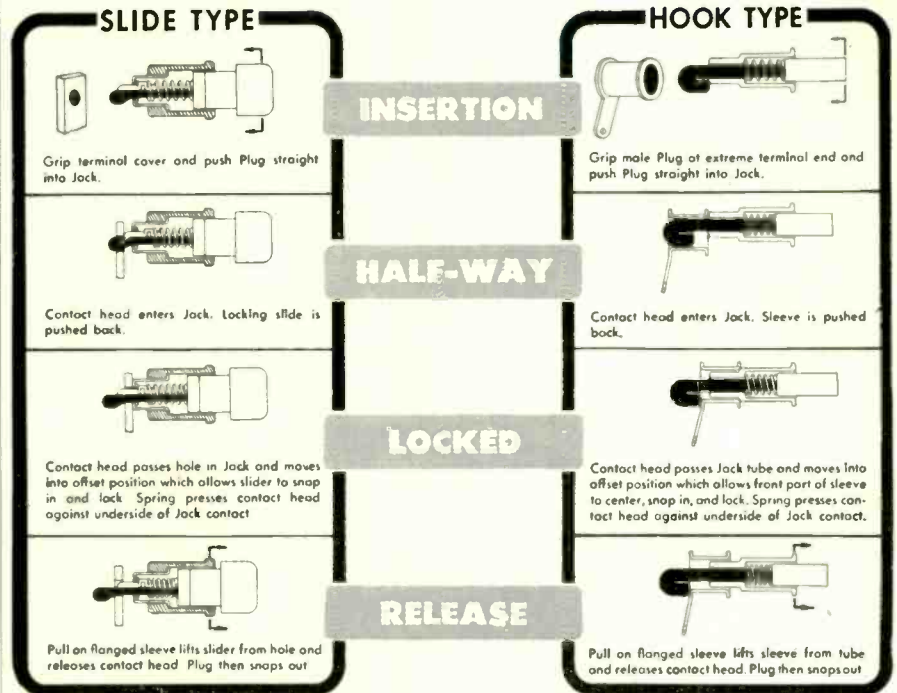 SLIDE TYPE
Grip terminal cover and push Plug straight
into Jack.
Contact head enters Jack. Locking slide is
pushed back.
Contact head passes hole in Jack and moves
into offset position which allows slider to snap
in and lock Spring presses contact head
against underside of Jack contact
Pull on flanged sleeve lifts slider from hole and
releases contact head Plug then snaps out
INSERTION
HALF-WAY
LOCKED
RELEASE
HOOK TYPE
Grip male Plug at extreme terminal end and
push Plug straight into Jack.
Contact head enters Jack. Sleeve is pushed
back.
Contact head passes Jack tube and moves into
offset position which allows front part of sleeve
to center, snap in, and lock. Spring presses con-
tact head against underside of Jack contact.
Pull on flanged sleeve lifts sleeve from tube
and releases contact head. Plug then snaps out